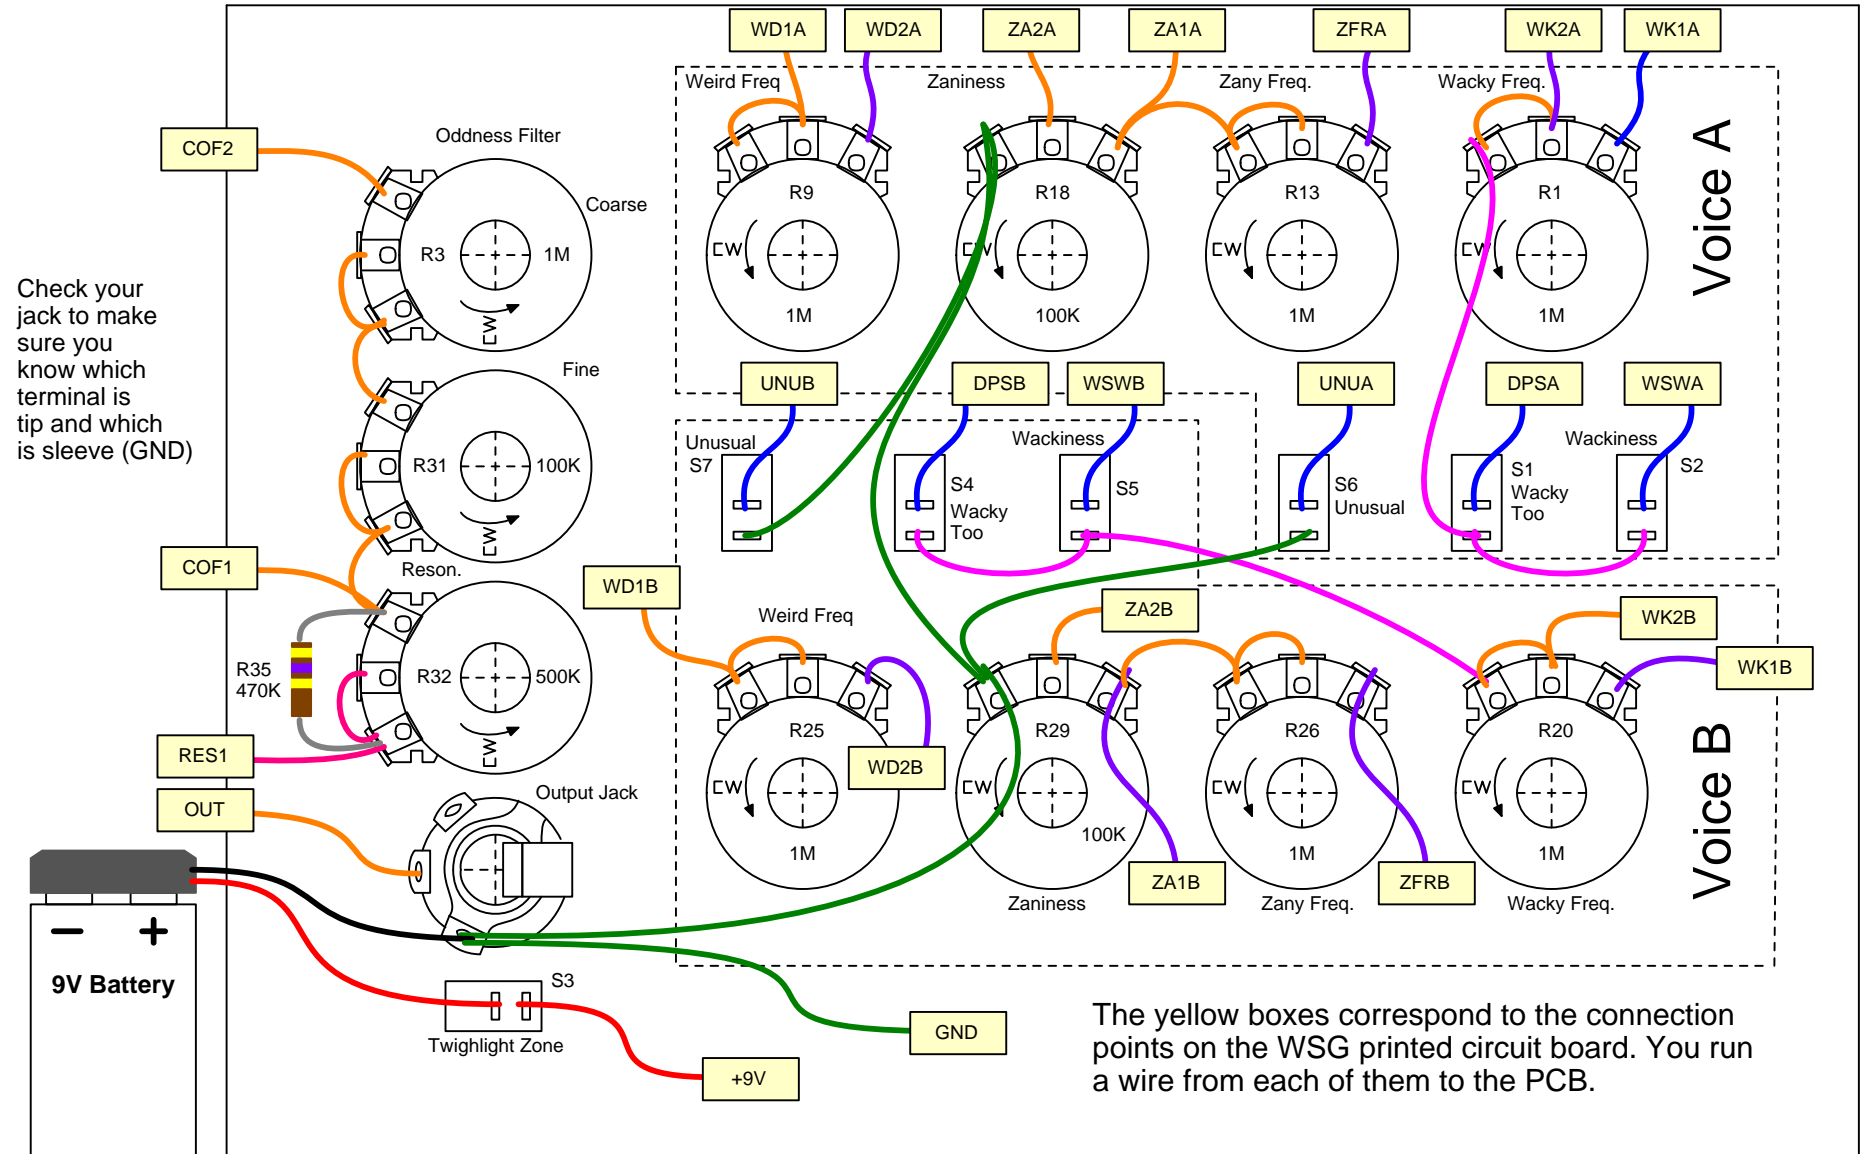 WD1A
WD2A
ZA2A
ZA1A
ZFRA
WK2A
WK1A
Weird Freq
Zaniness
Zany Freq.
Wacky Freq.
COF2
Oddness Filter
Coarse
R3
1M
R9
CW
1M
R18
CW
100K
R13
CW
1M
R1
CW
1M
Voice A
CW
Check your
jack to make
sure you
know which
terminal is
tip and which
is sleeve (GND)
Fine
R31
100K
CW
UNUB
DPSB
WSWB
UNUA
DPSA
WSWA
Unusual
S7
Wackiness
S4
Wacky
Too
S5
S6
Unusual
S1
Wacky
Too
Wackiness
S2
COF1
Reson.
R35
470K
R32
500K
CW
RES1
WD1B
Weird Freq
ZA2B
WK2B
WK1B
R25
CW
1M
WD2B
R29
CW
100K
Zaniness
ZA1B
R26
CW
1M
Zany Freq.
ZFRB
R20
CW
1M
Wacky Freq.
Voice B
OUT
Output Jack
9V Battery
S3
Twighlight Zone
GND
+9V
The yellow boxes correspond to the connection
points on the WSG printed circuit board. You run
a wire from each of them to the PCB.